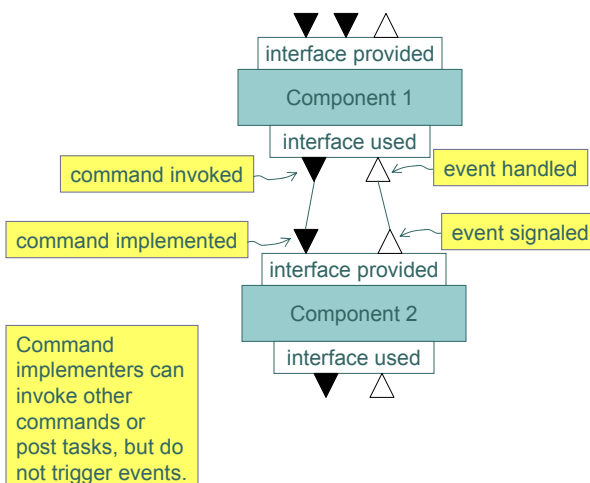 interface provided
Component 1
interface used
command invoked
event handled
command implemented
event signaled
interface provided
Component 2
interface used
Command
implementers can
invoke other
commands or
post tasks, but do
not trigger events.